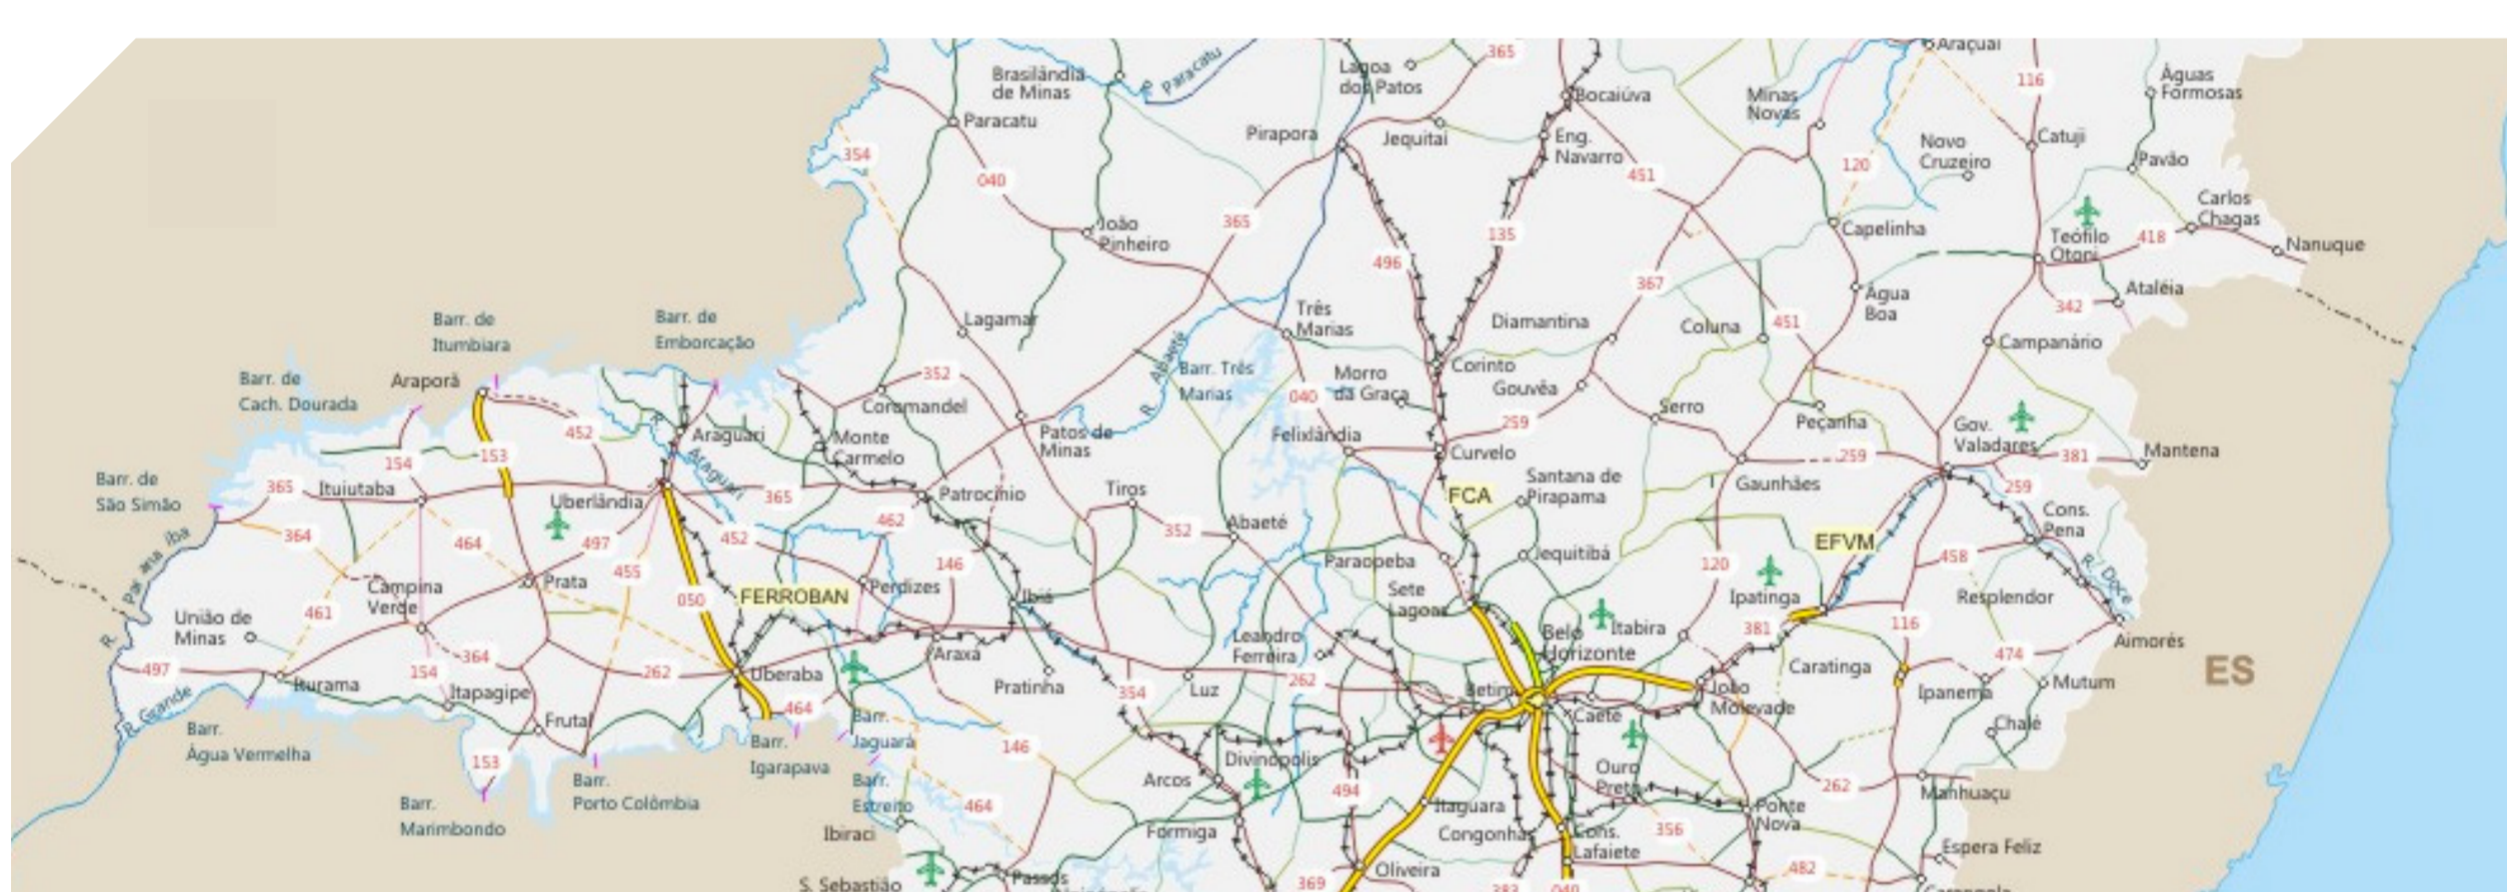 Araçuaí
365
Lagoa
dos Patos
Brasilândia
de Minas
R. Paracatu
116
Águas
Formosas
Bocaiúva
Minas
Novas
Paracatu
Pirapora
Jequitaí
Eng.
Navarro
Catuji
Novo
Cruzeiro
Pavão
354
040
451
120
365
João
Pinheiro
135
Carlos
Chagas
Capelinha
Teófilo
Otoni
418
Nanuque
496
367
Água
Boa
342
Ataléia
Barr. de
Itumbiara
Barr. de
Emborcação
Lagamar
Três
Marias
Diamantina
Coluna
451
Campanário
R. Abaeté
Barr. Três
Marias
Barr. de
Cach. Dourada
Araporã
352
Coromandel
Morro
da Graça
Corinto
Gouvêa
040
452
R. Araguari
Araguari
Monte
Carmelo
Patos de
Minas
Felixlândia
259
Serro
Peçanha
Gov.
Valadares
153
154
Curvelo
259
381
Mantena
Barr. de
São Simão
365
Ituiutaba
Uberlândia
365
Patrocínio
Tiros
FCA
Santana de
Pirapama
Gaunhães
259
Cons.
Pena
364
464
497
452
462
352
Abaeté
EFVM
R. Paranaíba
Prata
455
146
Paraopeba
Jequitibá
120
458
R. Doce
Campina
Verde
050
FERROBAN
Perdizes
Ibiá
Sete
Lagoas
Ipatinga
Resplendor
União de
Minas
461
Leandro
Ferreira
Belo
Horizonte
Itabira
381
116
Aimorés
R.
497
364
154
262
Uberaba
Araxá
Caratinga
474
ES
Iturama
Itapagipe
Pratinha
354
Luz
262
Betim
João
Molevade
Ipanema
Mutum
R. Grande
Frutal
464
Caeté
Chalé
Barr.
Água Vermelha
Barr.
Igarapava
Barr.
Jaguara
146
Divinópolis
153
Barr.
Porto Colômbia
Barr.
Estreito
464
Arcos
494
Ouro
Preto
262
Manhuaçu
Barr.
Marimbondo
Ibiraci
Formiga
Itaguara
Congonhas
Cons.
Lafaiete
356
Ponte
Nova
Espera Feliz
S. Sebastião
Passos
369
Oliveira
383
040
482
Carangola